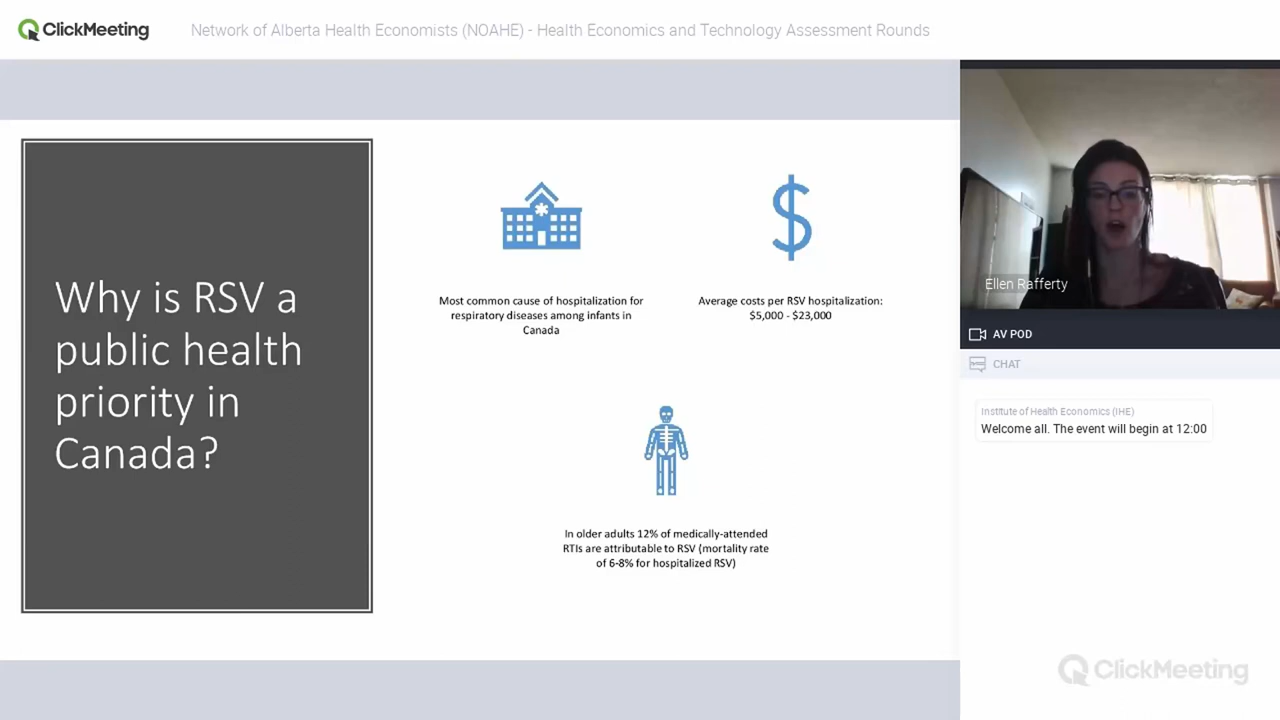 ClickMeeting
Network of Alberta Health Economists (NOAHE) - Health Economics and Technology Assessment Rounds
Why is RSV a
public health
priority in
Canada?
Most common cause of hospitalization for
respiratory diseases among infants in
Canada
Average costs per RSV hospitalization:
$5,000 - $23,000
In older adults 12% of medically-attended
RTIs are attributable to RSV (mortality rate
of 6-8% for hospitalized RSV)
Ellen Rafferty
AV POD
CHAT
Institute of Health Economics (IHE)
Welcome all. The event will begin at 12:00
ClickMeeting